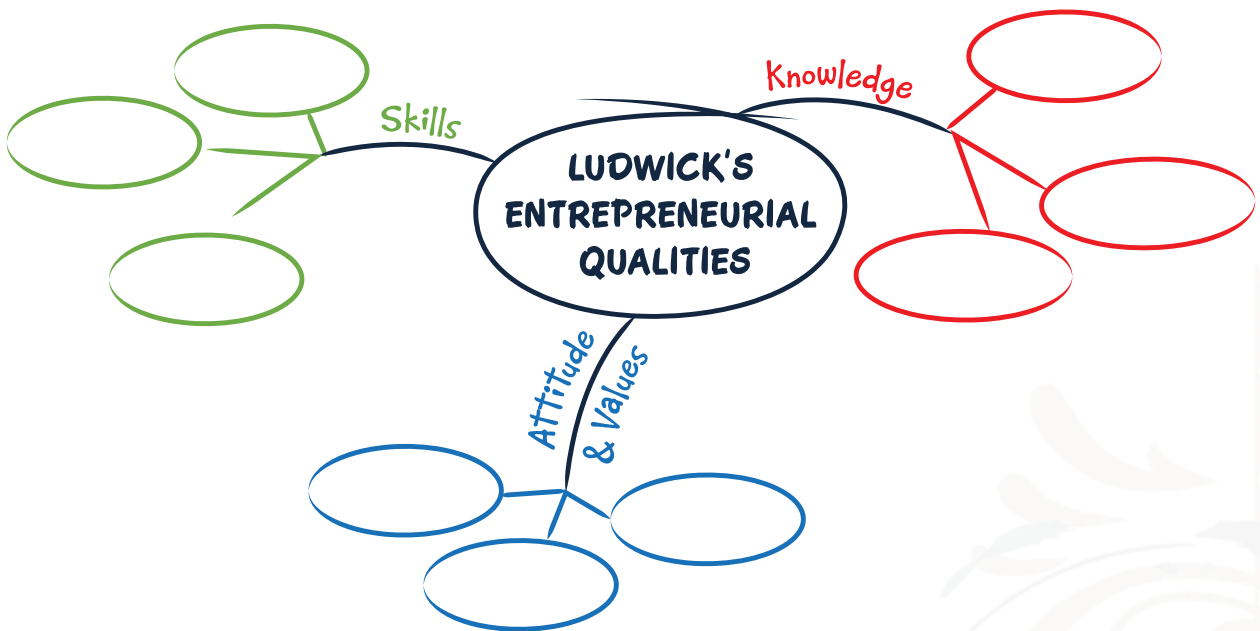 Skills
Knowledge
LUDWICK'S
ENTREPRENEURIAL
QUALITIES
Attitude
& Values